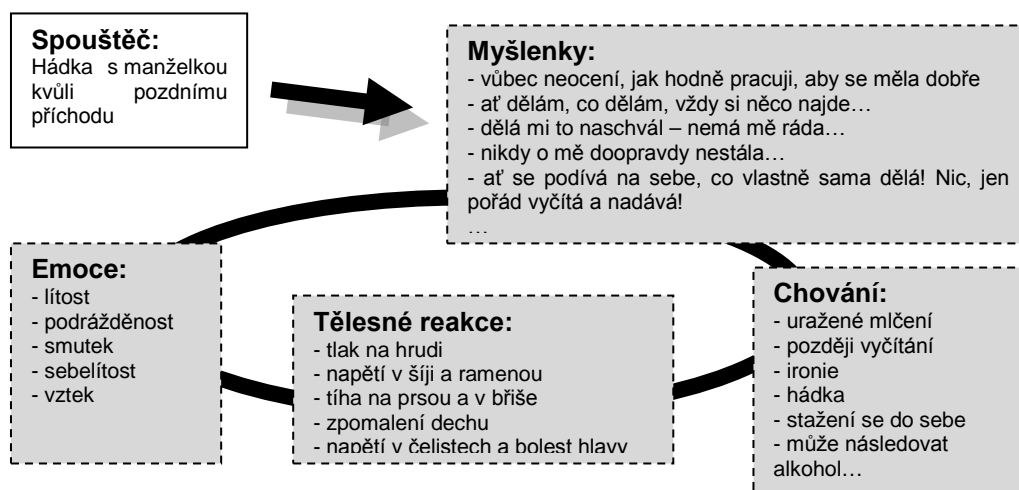 Spouštěč:
Hádka s manželkou
kvůli pozdnímu
příchodu
Myšlenky:
- vůbec neocení, jak hodně pracuji, aby se měla dobře
- ať dělám, co dělám, vždy si něco najde…
- dělá mi to naschvál – nemá mě ráda…
- nikdy o mě doopravdy nestála…
- ať se podívá na sebe, co vlastně sama dělá! Nic, jen
pořád vyčítá a nadává!
…
Emoce:
- lítost
- podrážděnost
- smutek
- sebelítost
- vztek
Tělesné reakce:
- tlak na hrudi
- napětí v šíji a ramenou
- tíha na prsou a v břiše
- zpomalení dechu
- napětí v čelistech a bolest hlavy
Chování:
- uražené mlčení
- později vyčítání
- ironie
- hádka
- stažení se do sebe
- může následovat
alkohol…